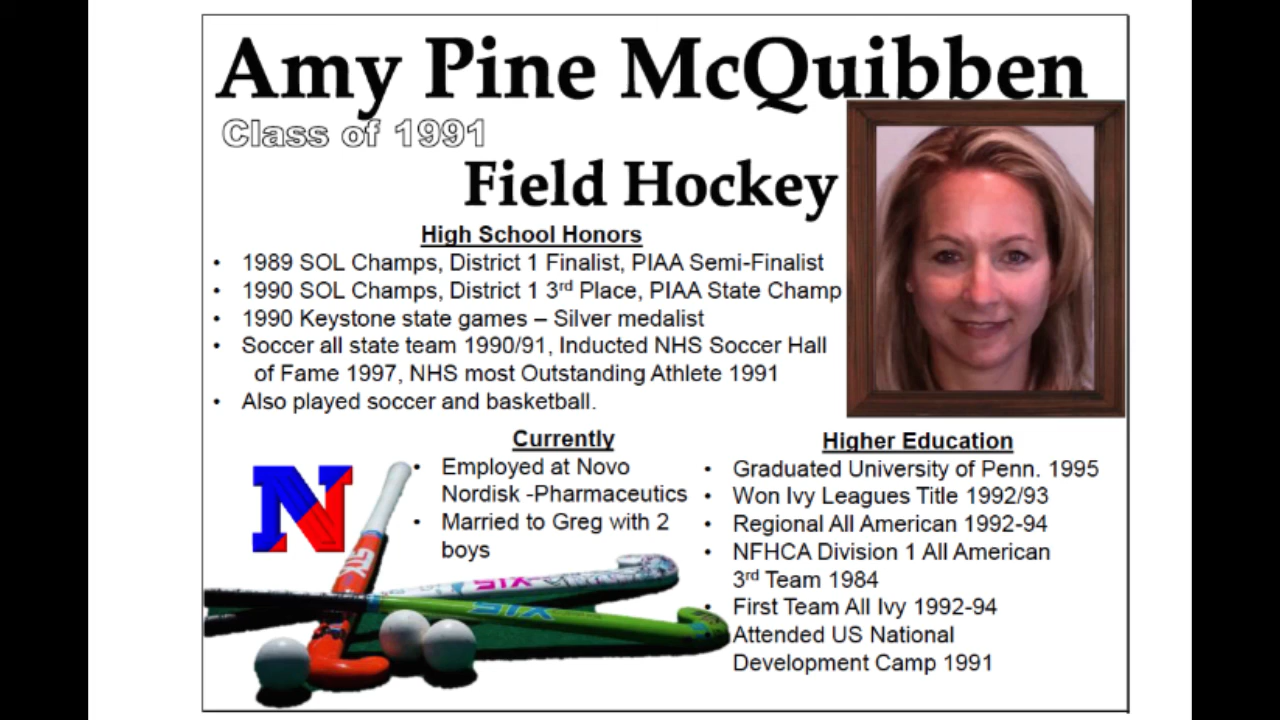 Amy Pine McQuibben
Class of 1991
Field Hockey
High School Honors
• 1989 SOL Champs, District 1 Finalist, PIAA Semi-Finalist
• 1990 SOL Champs, District 1 3rd Place, PIAA State Champ
• 1990 Keystone state games – Silver medalist
• Soccer all state team 1990/91, Inducted NHS Soccer Hall
of Fame 1997, NHS most Outstanding Athlete 1991
• Also played soccer and basketball.
Currently
• Employed at Novo
Nordisk -Pharmaceutics
• Married to Greg with 2
boys
Higher Education
• Graduated University of Penn. 1995
• Won Ivy Leagues Title 1992/93
• Regional All American 1992-94
• NFHCA Division 1 All American
3rd Team 1984
• First Team All Ivy 1992-94
• Attended US National
Development Camp 1991
N
STX
STX
STX